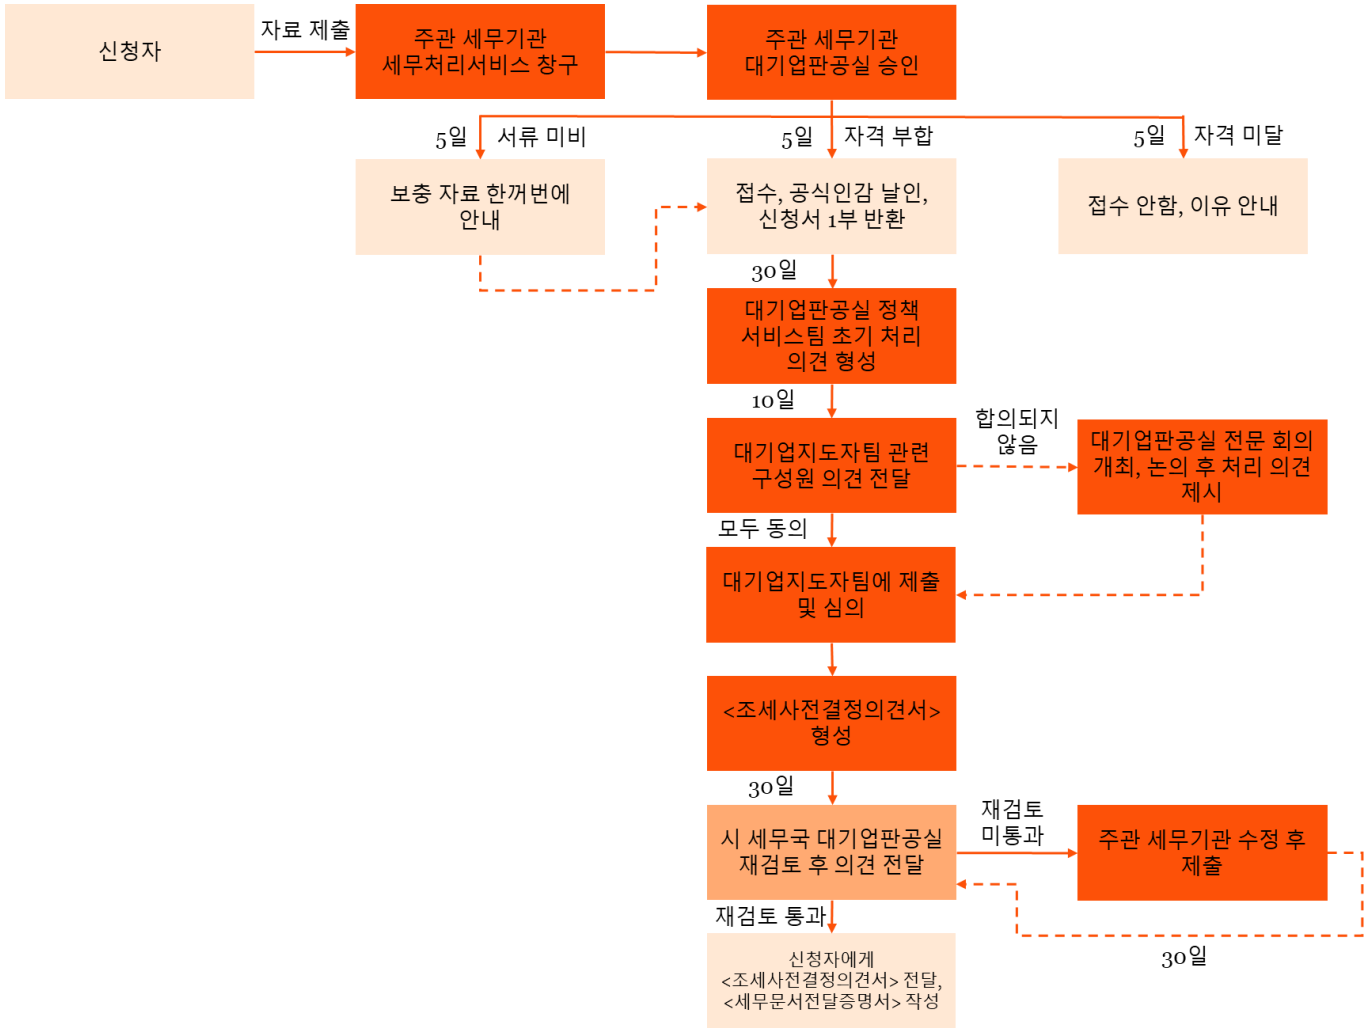 신청자
자료 제출
주관 세무기관
세무처리서비스 창구
주관 세무기관
대기업판공실 승인
5일
서류 미비
5일
자격 부합
5일
자격 미달
보충 자료 한꺼번에
안내
접수, 공식인감 날인,
신청서 1부 반환
접수 안함, 이유 안내
30일
대기업판공실 정책
서비스팀 초기 처리
의견 형성
10일
대기업지도자팀 관련
구성원 의견 전달
합의되지
않음
대기업판공실 전문 회의
개최, 논의 후 처리 의견
제시
모두 동의
대기업지도자팀에 제출
및 심의
<조세사전결정의견서>
형성
30일
시 세무국 대기업판공실
재검토 후 의견 전달
재검토
미통과
주관 세무기관 수정 후
제출
재검토 통과
30일
신청자에게
<조세사전결정의견서> 전달,
<세무문서전달증명서> 작성